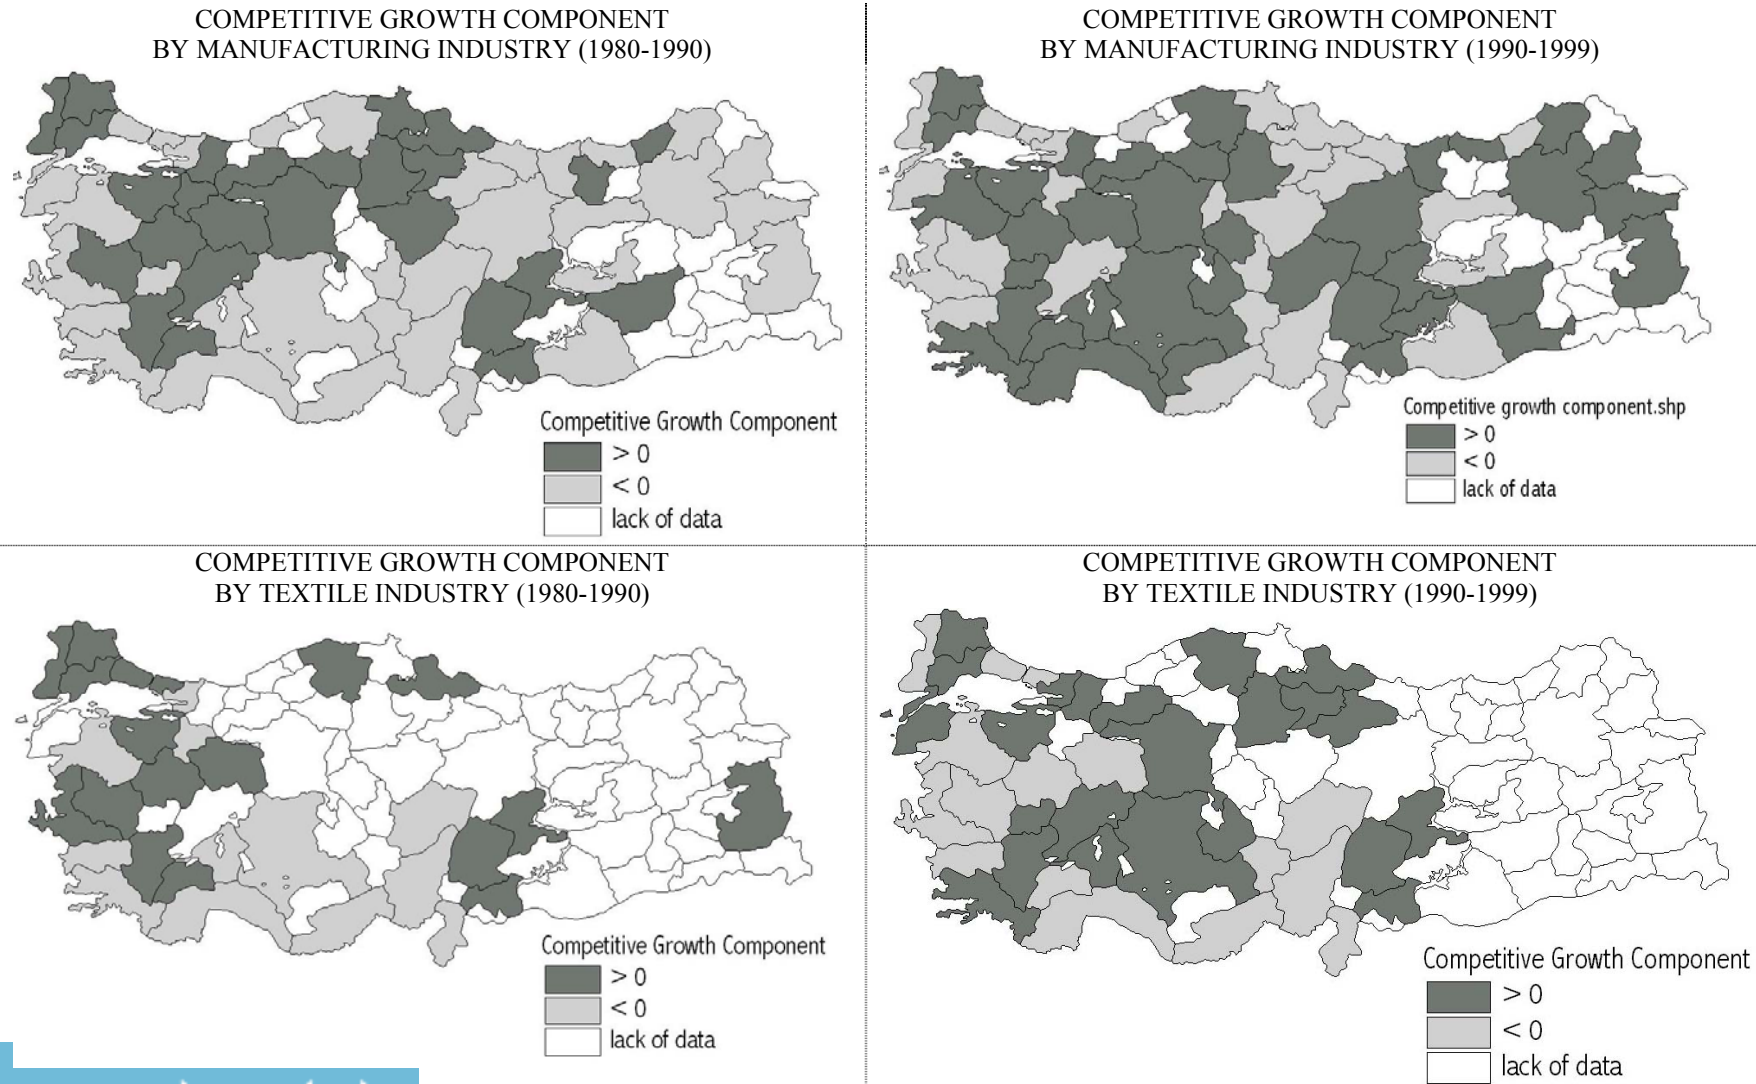 COMPETITIVE GROWTH COMPONENT
BY MANUFACTURING INDUSTRY (1980-1990)
Competitive Growth Component
> 0
< 0
lack of data
COMPETITIVE GROWTH COMPONENT
BY MANUFACTURING INDUSTRY (1990-1999)
Competitive growth component.shp
> 0
< 0
lack of data
COMPETITIVE GROWTH COMPONENT
BY TEXTILE INDUSTRY (1980-1990)
Competitive Growth Component
> 0
< 0
lack of data
COMPETITIVE GROWTH COMPONENT
BY TEXTILE INDUSTRY (1990-1999)
Competitive Growth Component
> 0
< 0
lack of data